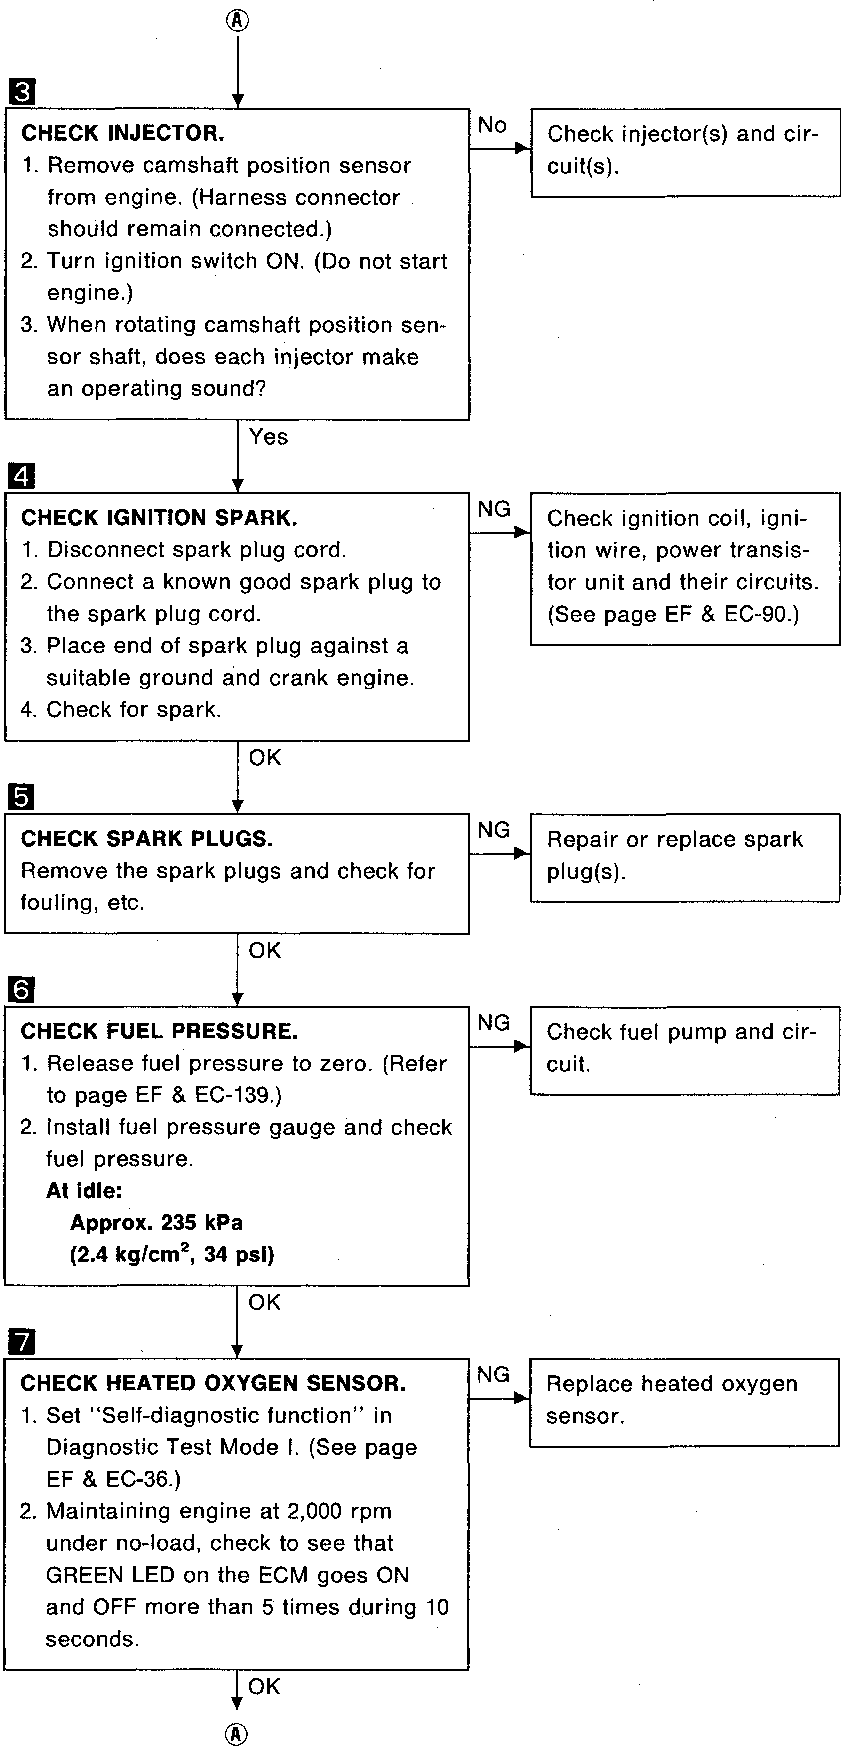 Ⓐ
3
CHECK INJECTOR.
1. Remove camshaft position sensor
from engine. (Harness connector
should remain connected.)
2. Turn ignition switch ON. (Do not start
engine.)
3. When rotating camshaft position sen-
sor shaft, does each injector make
an operating sound?
No
Check injector(s) and cir-
cuit(s).
Yes
4
CHECK IGNITION SPARK.
1. Disconnect spark plug cord.
2. Connect a known good spark plug to
the spark plug cord.
3. Place end of spark plug against a
suitable ground and crank engine.
4. Check for spark.
NG
Check ignition coil, igni-
tion wire, power transis-
tor unit and their circuits.
(See page EF & EC-90.)
OK
5
CHECK SPARK PLUGS.
Remove the spark plugs and check for
fouling, etc.
NG
Repair or replace spark
plug(s).
OK
6
CHECK FUEL PRESSURE.
1. Release fuel pressure to zero. (Refer
to page EF & EC-139.)
2. Install fuel pressure gauge and check
fuel pressure.
At idle:
Approx. 235 kPa
(2.4 kg/cm², 34 psi)
NG
Check fuel pump and cir-
cuit.
OK
7
CHECK HEATED OXYGEN SENSOR.
1. Set "Self-diagnostic function" in
Diagnostic Test Mode I. (See page
EF & EC-36.)
2. Maintaining engine at 2,000 rpm
under no-load, check to see that
GREEN LED on the ECM goes ON
and OFF more than 5 times during 10
seconds.
NG
Replace heated oxygen
sensor.
OK
Ⓐ